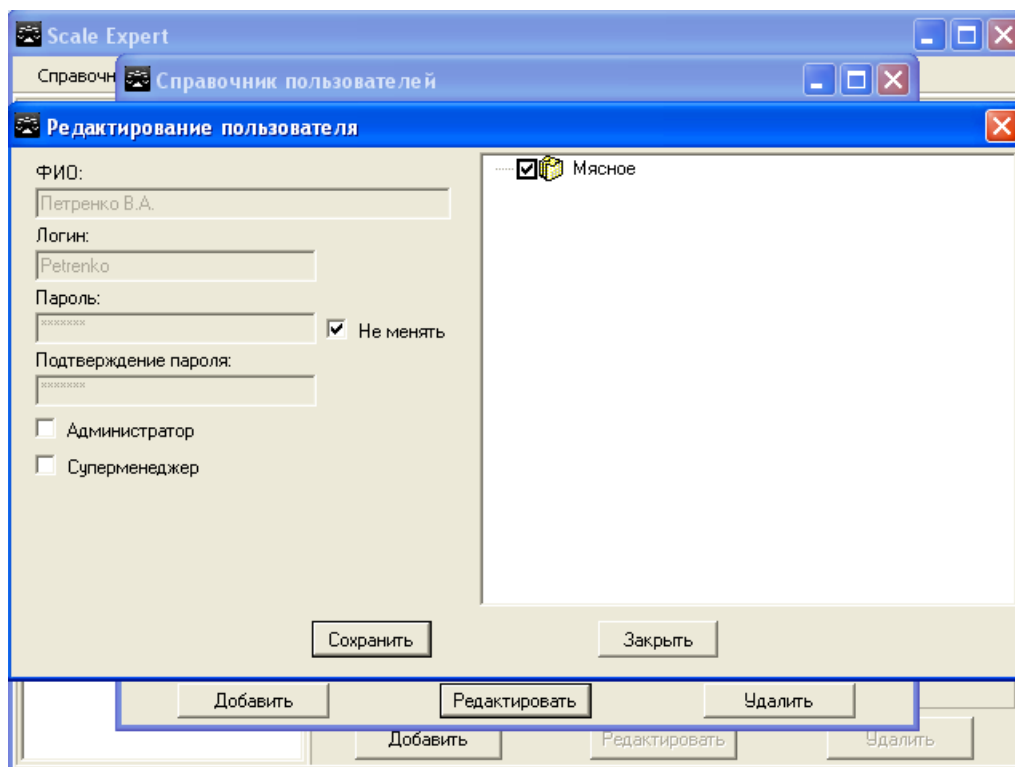 Scale Expert
Справочн
Справочник пользователей
Редактирование пользователя
ФИО:
Петренко В.А.
Логин:
Petrenko
Пароль:
*******
Не менять
Подтверждение пароля:
*******
Администратор
Суперменеджер
Мясное
Сохранить
Закрыть
Добавить
Редактировать
Удалить
Добавить
Редактировать
Удалить